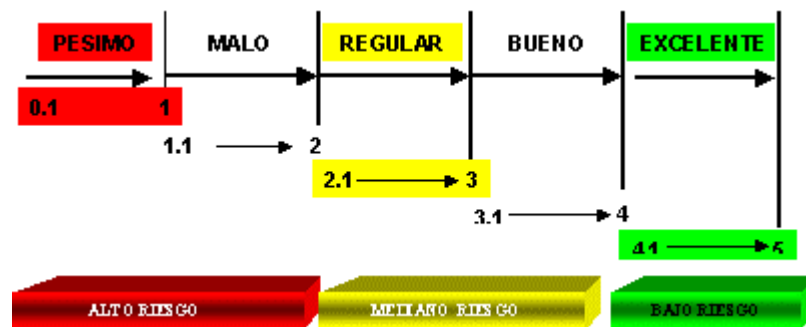 PESIMO MALO REGULAR BUENO EXCELENTE
0.1 1
1.1 2
2.1 3
3.1 4
4.1 5
ALTO RIESGO MEDIANO RIESGO BAJO RIESGO